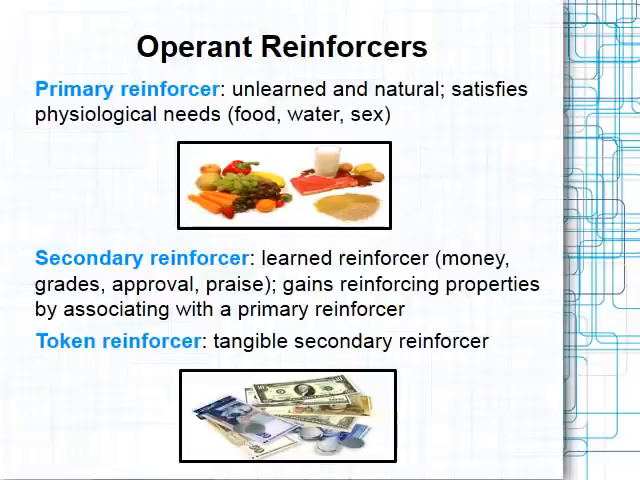 Operant Reinforcers
Primary reinforcer: unlearned and natural; satisfies
physiological needs (food, water, sex)
Secondary reinforcer: learned reinforcer (money,
grades, approval, praise); gains reinforcing properties
by associating with a primary reinforcer
Token reinforcer: tangible secondary reinforcer